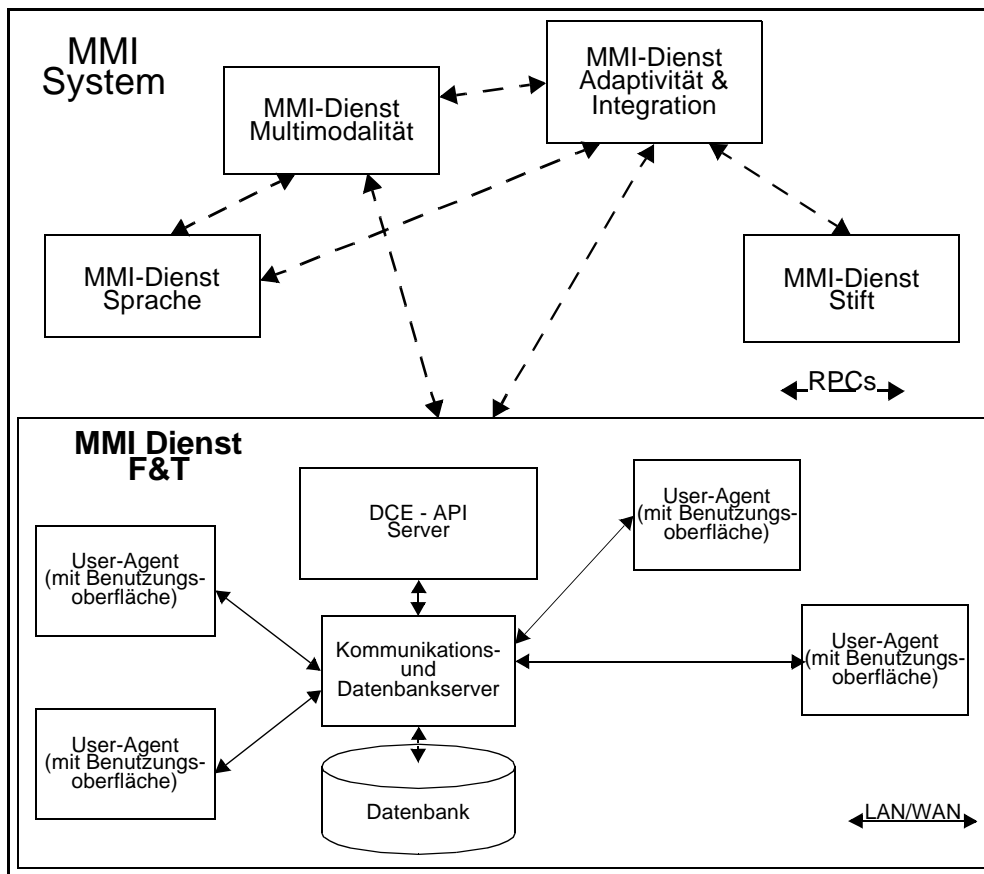 MMI
System
MMI-Dienst
Multimodalität
MMI-Dienst
Adaptivität &
Integration
MMI-Dienst
Sprache
MMI-Dienst
Stift
RPCs
MMI Dienst
F&T
DCE - API
Server
User-Agent
(mit Benutzungs-
oberfläche)
User-Agent
(mit Benutzungs-
oberfläche)
Kommunikations-
und
Datenbankserver
User-Agent
(mit Benutzungs-
oberfläche)
User-Agent
(mit Benutzungs-
oberfläche)
Datenbank
LAN/WAN